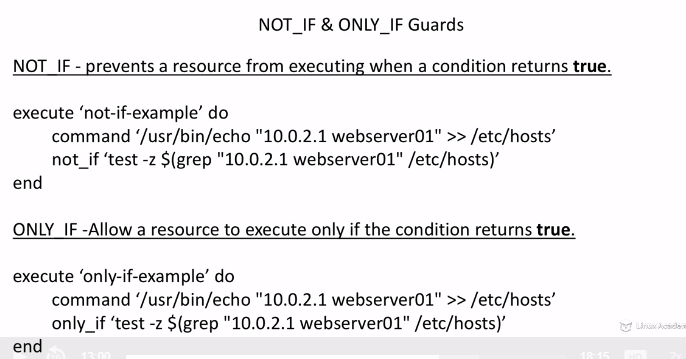 NOT_IF & ONLY_IF Guards
NOT_IF - prevents a resource from executing when a condition returns true.
execute ‘not-if-example’ do
command ‘/usr/bin/echo "10.0.2.1 webserver01" >> /etc/hosts’
not_if ‘test -z $(grep "10.0.2.1 webserver01" /etc/hosts)’
end
ONLY_IF -Allow a resource to execute only if the condition returns true.
execute ‘only-if-example’ do
command ‘/usr/bin/echo "10.0.2.1 webserver01" >> /etc/hosts’
only_if ‘test -z $(grep "10.0.2.1 webserver01" /etc/hosts)’
Linux Academy
end
13:00
18:15